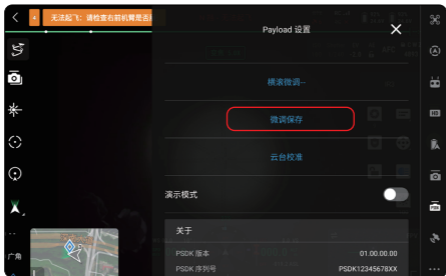 无法起飞：请检查右前机臂是否
Payload 设置
横滚微调--
微调保存
云台校准
演示模式
关于
PSDK 版本
01.00.00.00
广角
PSDK 序列号
PSDK12345678XX